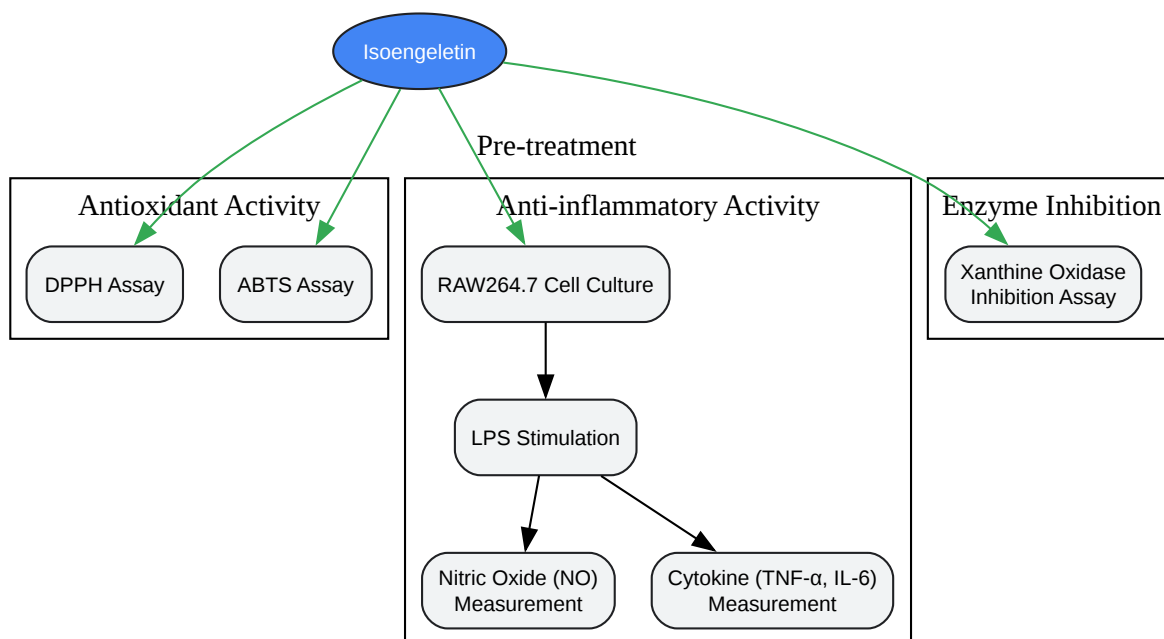 Isoengeletin
Pre-treatment
Antioxidant Activity
Anti-inflammatory Activity
Enzyme Inhibition
DPPH Assay
ABTS Assay
RAW264.7 Cell Culture
Xanthine Oxidase
Inhibition Assay
LPS Stimulation
Nitric Oxide (NO)
Measurement
Cytokine (TNF-α, IL-6)
Measurement